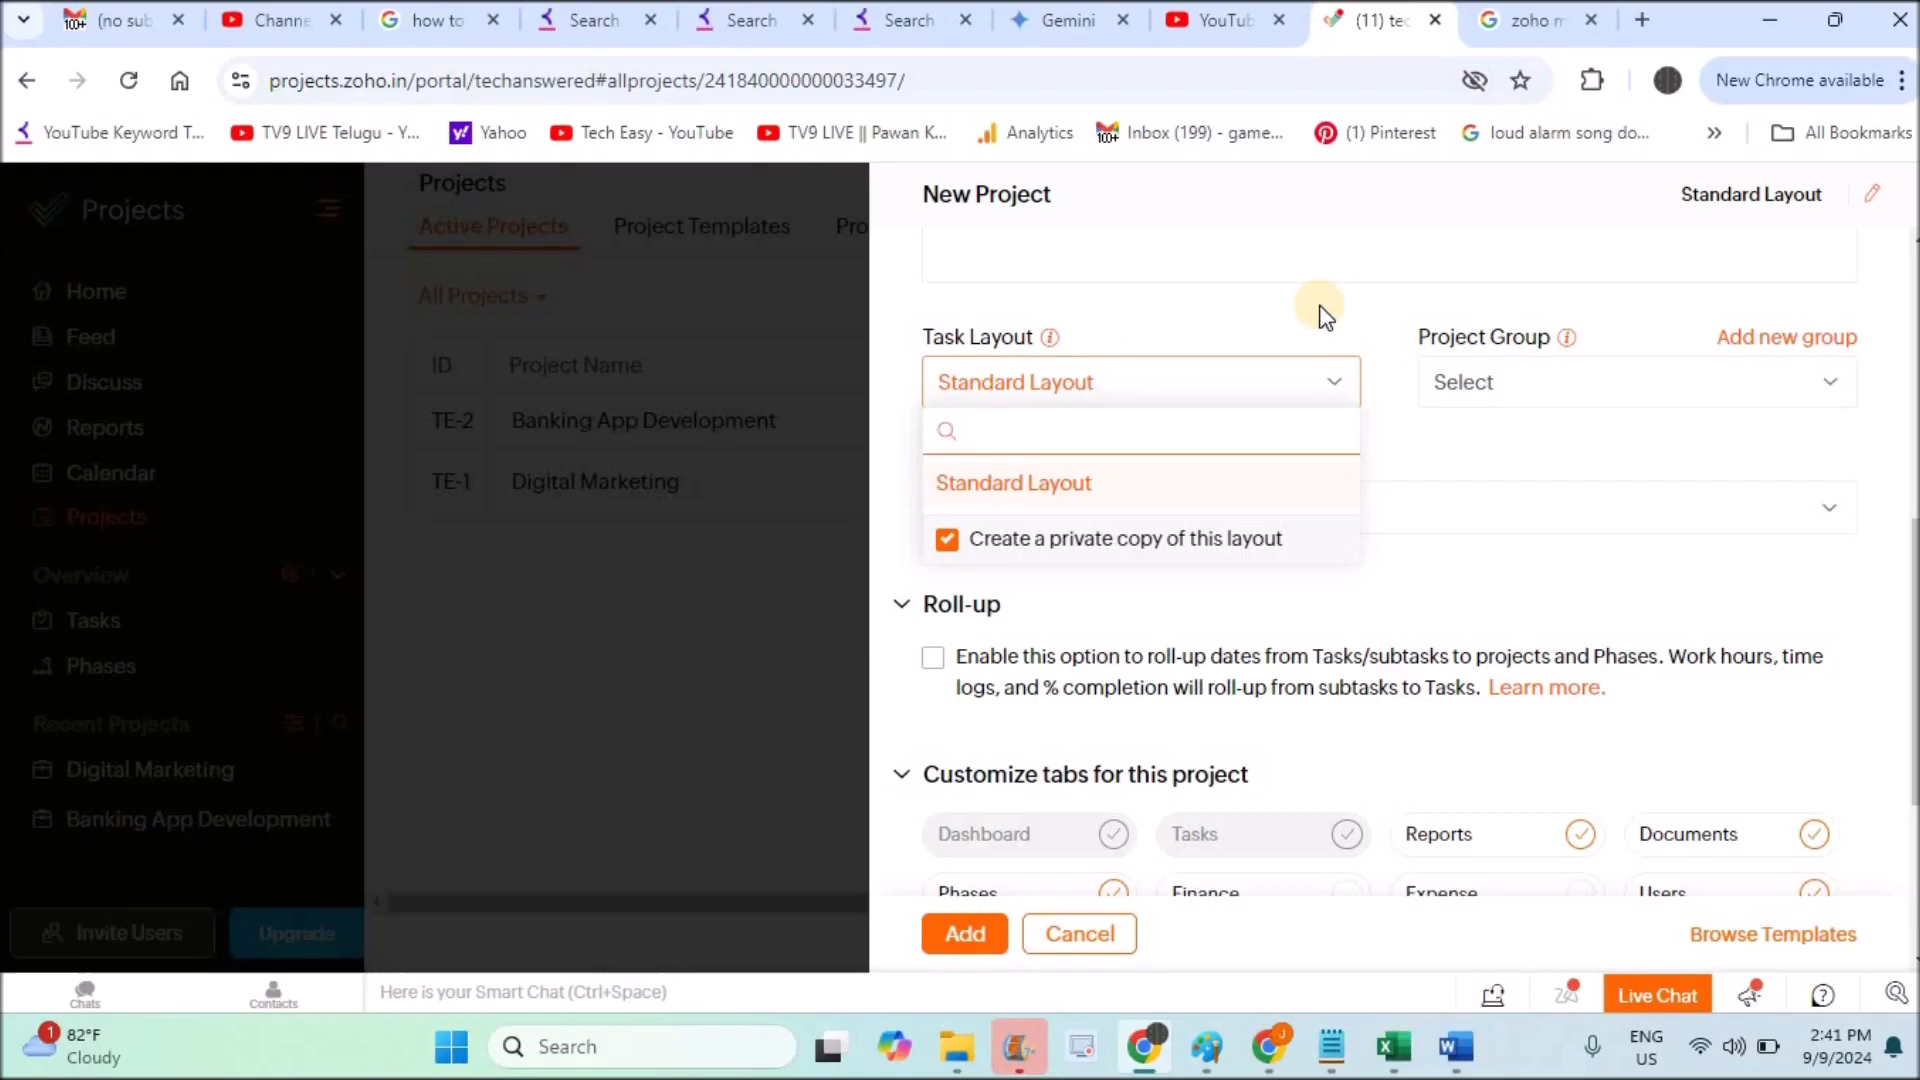 (no sub
Channe
how to
Search
Search
Search
Gemini
YouTub
(11) tec
zoho m
projects.zoho.in/portal/techanswered#allprojects/241840000000033497/
New Chrome available
YouTube Keyword T...
TV9 LIVE Telugu - Y...
Yahoo
Tech Easy - YouTube
TV9 LIVE || Pawan K...
Analytics
Inbox (199) - game...
(1) Pinterest
loud alarm song do...
All Bookmarks
Projects
Home
Feed
Discuss
Reports
Calendar
Projects
Overview
Tasks
Phases
Recent Projects
Digital Marketing
Banking App Development
Invite Users
Upgrade
Projects
Active Projects
Project Templates
Pro
All Projects
ID
Project Name
TE-2
Banking App Development
TE-1
Digital Marketing
New Project
Standard Layout
Task Layout
Project Group
Add new group
Standard Layout
Select
Standard Layout
Create a private copy of this layout
Roll-up
Enable this option to roll-up dates from Tasks/subtasks to projects and Phases. Work hours, time
logs, and % completion will roll-up from subtasks to Tasks. Learn more.
Customize tabs for this project
Dashboard
Tasks
Reports
Documents
Phases
Finance
Expense
Users
Add
Cancel
Browse Templates
Chats
Contacts
Here is your Smart Chat (Ctrl+Space)
Live Chat
1
82°F
Cloudy
Search
ENG
US
2:41 PM
9/9/2024